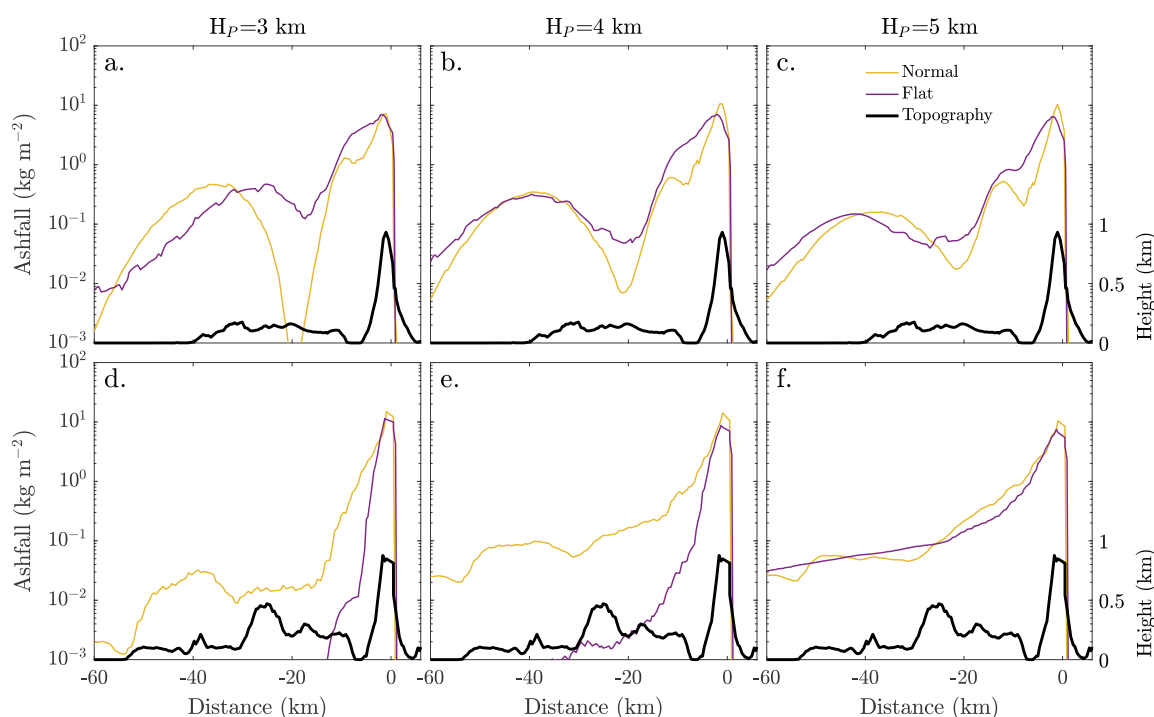 H_P=3 km H_P=4 km H_P=5 km
a. b. c.
Normal
Flat
Topography
10^2
10^1
10^0
10^-1
10^-2
10^-3
Ashfall (kg m^-2)
1
0.5
0
Height (km)
d. e. f.
10^2
10^1
10^0
10^-1
10^-2
10^-3
Ashfall (kg m^-2)
1
0.5
0
Height (km)
-60 -40 -20 0 -60 -40 -20 0 -60 -40 -20 0
Distance (km) Distance (km) Distance (km)